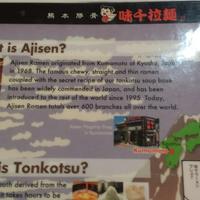 熊本豚骨 味千拉麵
t is Ajisen?
Ajisen Ramen originated from Kumamoto of Kyushu, Japan
in 1968. The famous chewy, straight and thin ramen
coupled with the secret recipe of our tonkotsu soup base
has been widely commended in Japan, and has been
introduced to the rest of the world since 1995. Today,
Ajisen Ramen totals over 600 branches all over the world.
Kumamoto
is Tonkotsu?
oth derived from the
it takes hours to be